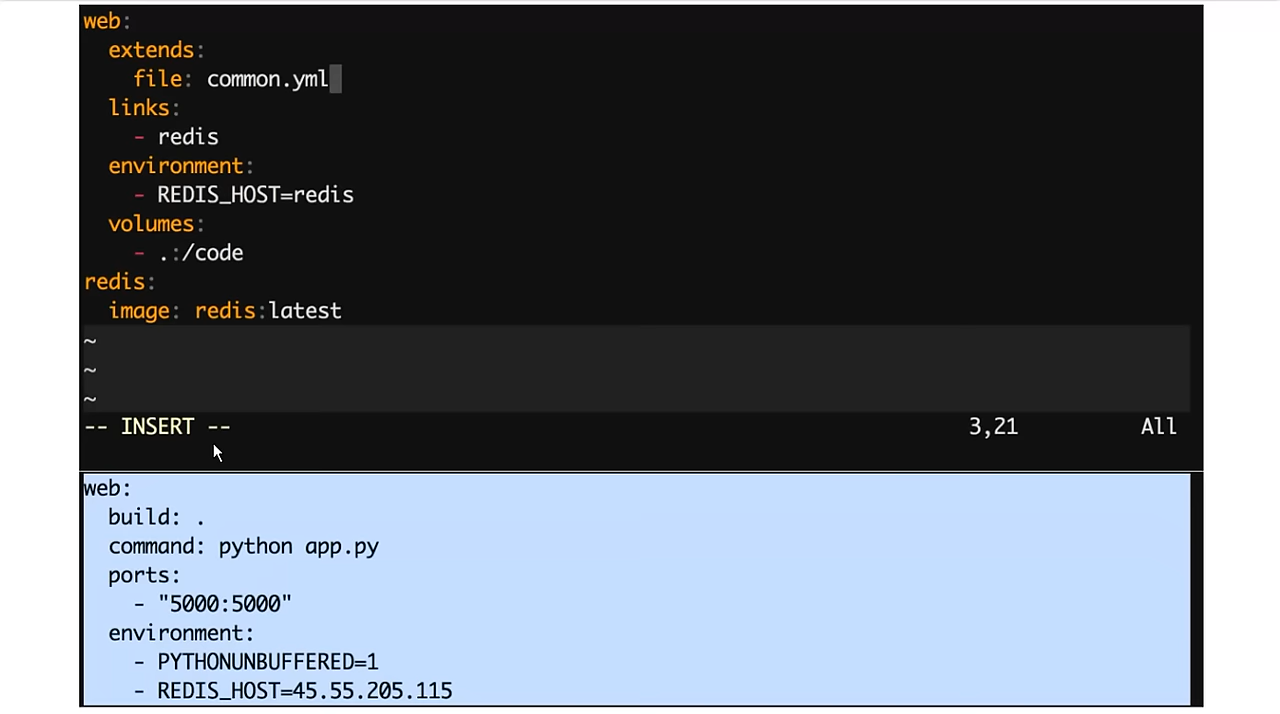 web:
  extends:
    file: common.yml
  links:
    - redis
  environment:
    - REDIS_HOST=redis
  volumes:
    - .:/code
redis:
  image: redis:latest
~
~
~
-- INSERT -- 3,21 All
web:
  build: .
  command: python app.py
  ports:
    - "5000:5000"
  environment:
    - PYTHONUNBUFFERED=1
    - REDIS_HOST=45.55.205.115